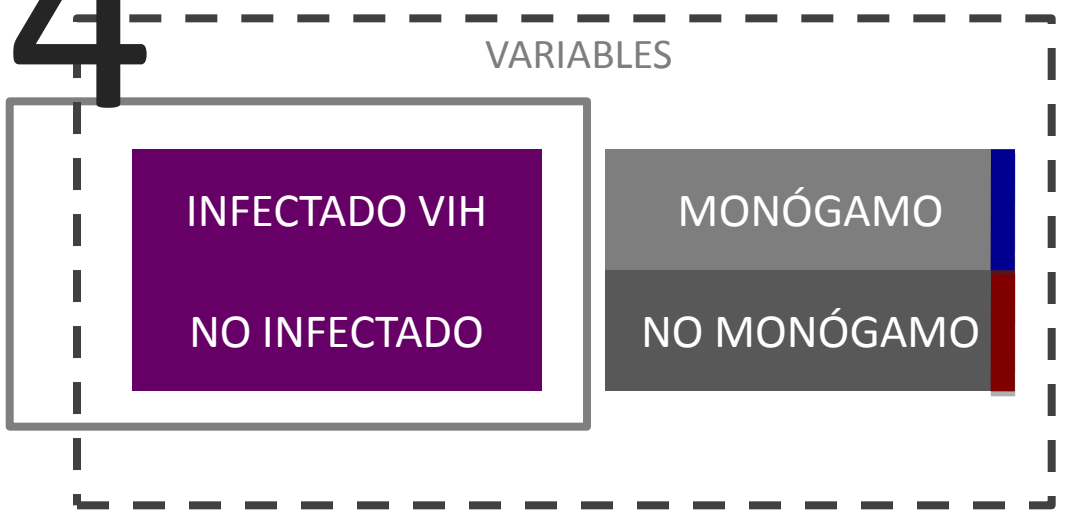 4
VARIABLES
INFECTADO VIH
MONÓGAMO
NO INFECTADO
NO MONÓGAMO